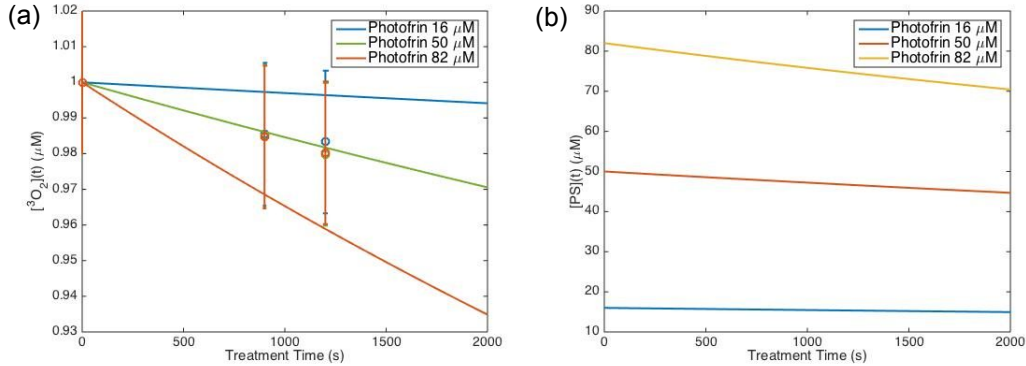 (a)
1.02
1.01
1
0.99
0.98
0.97
0.96
0.95
0.94
0.93
[³O₂](t) (µM)
0
500
1000
1500
2000
Treatment Time (s)
Photofrin 16 µM
Photofrin 50 µM
Photofrin 82 µM
(b)
90
80
70
60
50
40
30
20
10
[PS](t) (µM)
0
500
1000
1500
2000
Treatment Time (s)
Photofrin 16 µM
Photofrin 50 µM
Photofrin 82 µM